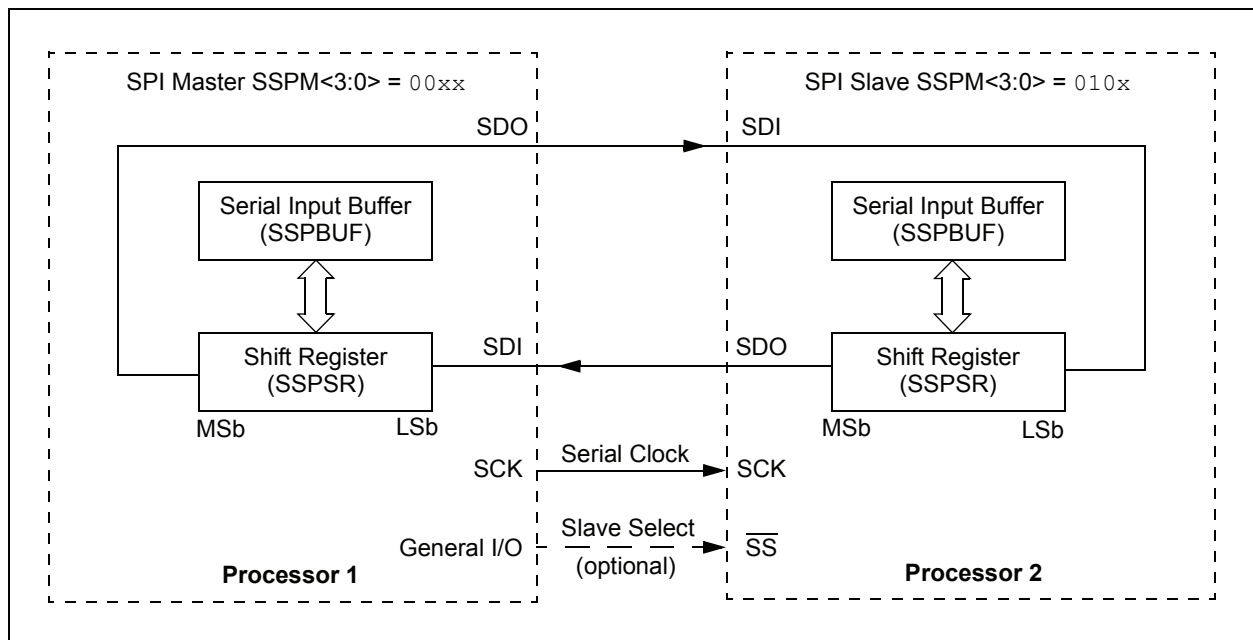 SPI Master SSPM<3:0> = 00xx
SDO
Serial Input Buffer
(SSPBUF)
Shift Register
(SSPSR)
MSb
LSb
SDI
SCK
General I/O
Processor 1
Serial Clock
Slave Select
(optional)
SPI Slave SSPM<3:0> = 010x
SDI
Serial Input Buffer
(SSPBUF)
SDO
Shift Register
(SSPSR)
MSb
LSb
SCK
S̅S̅
Processor 2